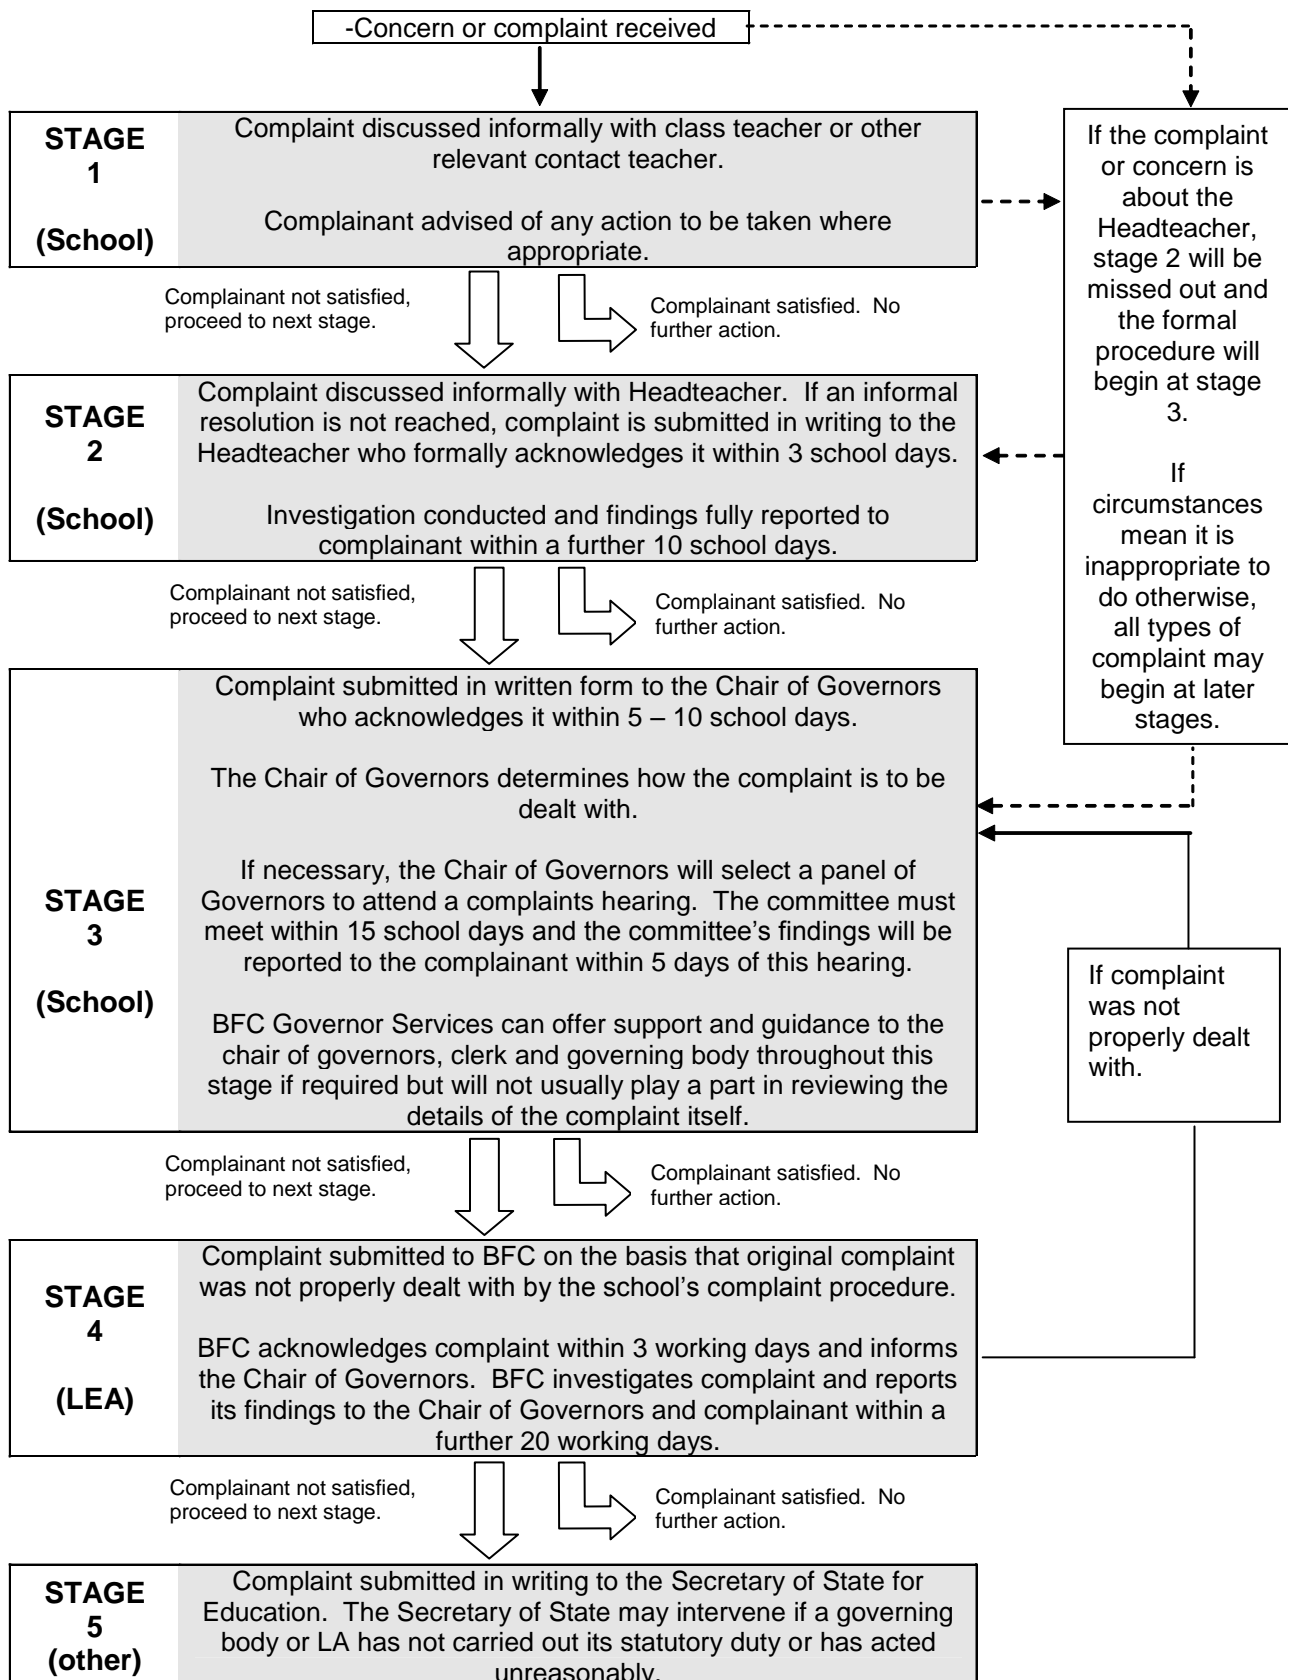 -Concern or complaint received
STAGE
1
(School)
Complaint discussed informally with class teacher or other
relevant contact teacher.
Complainant advised of any action to be taken where
appropriate.
If the complaint
or concern is
about the
Headteacher,
stage 2 will be
missed out and
the formal
procedure will
begin at stage
3.
If
circumstances
mean it is
inappropriate to
do otherwise,
all types of
complaint may
begin at later
stages.
Complainant not satisfied,
proceed to next stage.
Complainant satisfied.  No
further action.
STAGE
2
(School)
Complaint discussed informally with Headteacher.  If an informal
resolution is not reached, complaint is submitted in writing to the
Headteacher who formally acknowledges it within 3 school days.
Investigation conducted and findings fully reported to
complainant within a further 10 school days.
Complainant not satisfied,
proceed to next stage.
Complainant satisfied.  No
further action.
STAGE
3
(School)
Complaint submitted in written form to the Chair of Governors
who acknowledges it within 5 – 10 school days.
The Chair of Governors determines how the complaint is to be
dealt with.
If necessary, the Chair of Governors will select a panel of
Governors to attend a complaints hearing.  The committee must
meet within 15 school days and the committee’s findings will be
reported to the complainant within 5 days of this hearing.
BFC Governor Services can offer support and guidance to the
chair of governors, clerk and governing body throughout this
stage if required but will not usually play a part in reviewing the
details of the complaint itself.
If complaint
was not
properly dealt
with.
Complainant not satisfied,
proceed to next stage.
Complainant satisfied.  No
further action.
STAGE
4
(LEA)
Complaint submitted to BFC on the basis that original complaint
was not properly dealt with by the school’s complaint procedure.
BFC acknowledges complaint within 3 working days and informs
the Chair of Governors.  BFC investigates complaint and reports
its findings to the Chair of Governors and complainant within a
further 20 working days.
Complainant not satisfied,
proceed to next stage.
Complainant satisfied.  No
further action.
STAGE
5
(other)
Complaint submitted in writing to the Secretary of State for
Education.  The Secretary of State may intervene if a governing
body or LA has not carried out its statutory duty or has acted
unreasonably.